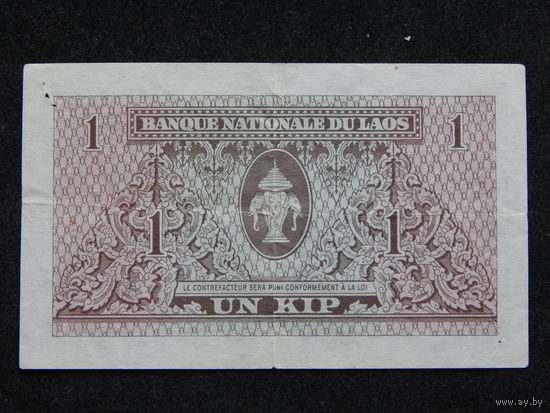 BANQUE NATIONALE DU LAOS
1 1
1 1
LE CONTREFACTEUR SERA PUNI CONFORMÉMENT À LA LOI
UN KIP
www.ay.by